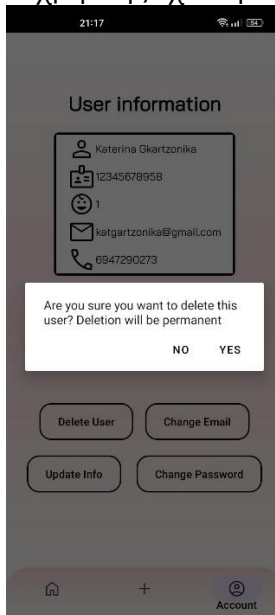 21:17
54
User information
Katerina Gkartzonika
12345678958
1
katgartzonika@gmail.com
6947290273
Are you sure you want to delete this
user? Deletion will be permanent
NO YES
Delete User Change Email
Update Info Change Password
Account